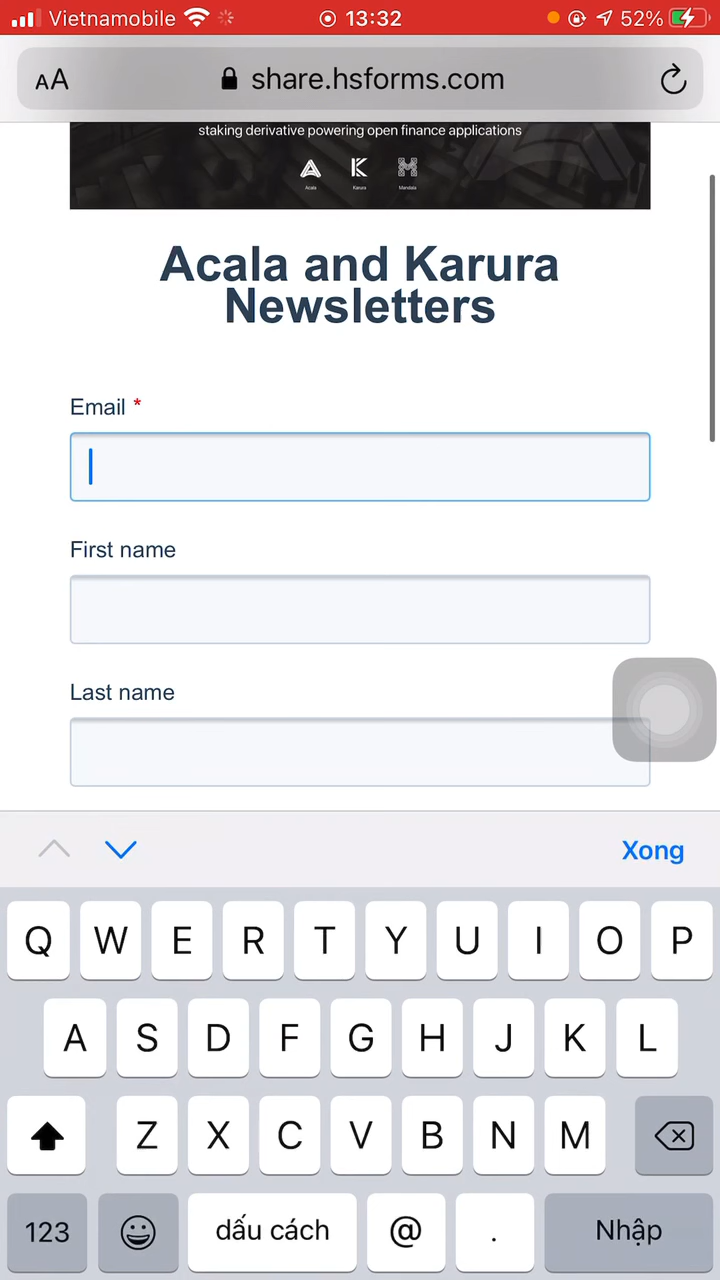 Vietnamobile 13:32 52%
AA share.hsforms.com
staking derivative powering open finance applications
Acala Karura Mandala
Acala and Karura
Newsletters
Email *
First name
Last name
Xong
Q W E R T Y U I O P
A S D F G H J K L
Z X C V B N M
123 dấu cách @ . Nhập